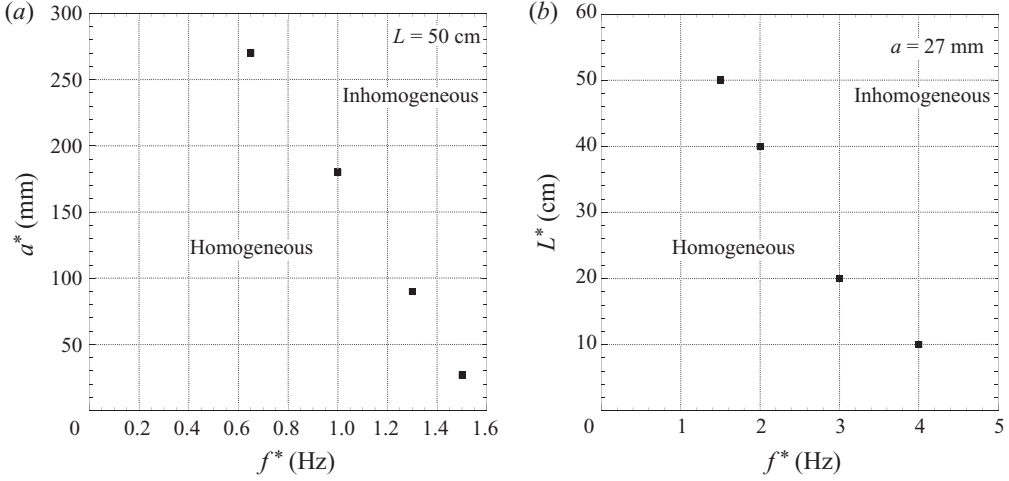 (a)
300
250
200
150
100
50
0
a* (mm)
L = 50 cm
Inhomogeneous
Homogeneous
0.2 0.4 0.6 0.8 1.0 1.2 1.4 1.6
f* (Hz)
(b)
60
50
40
30
20
10
0
L* (cm)
a = 27 mm
Inhomogeneous
Homogeneous
1 2 3 4 5
f* (Hz)